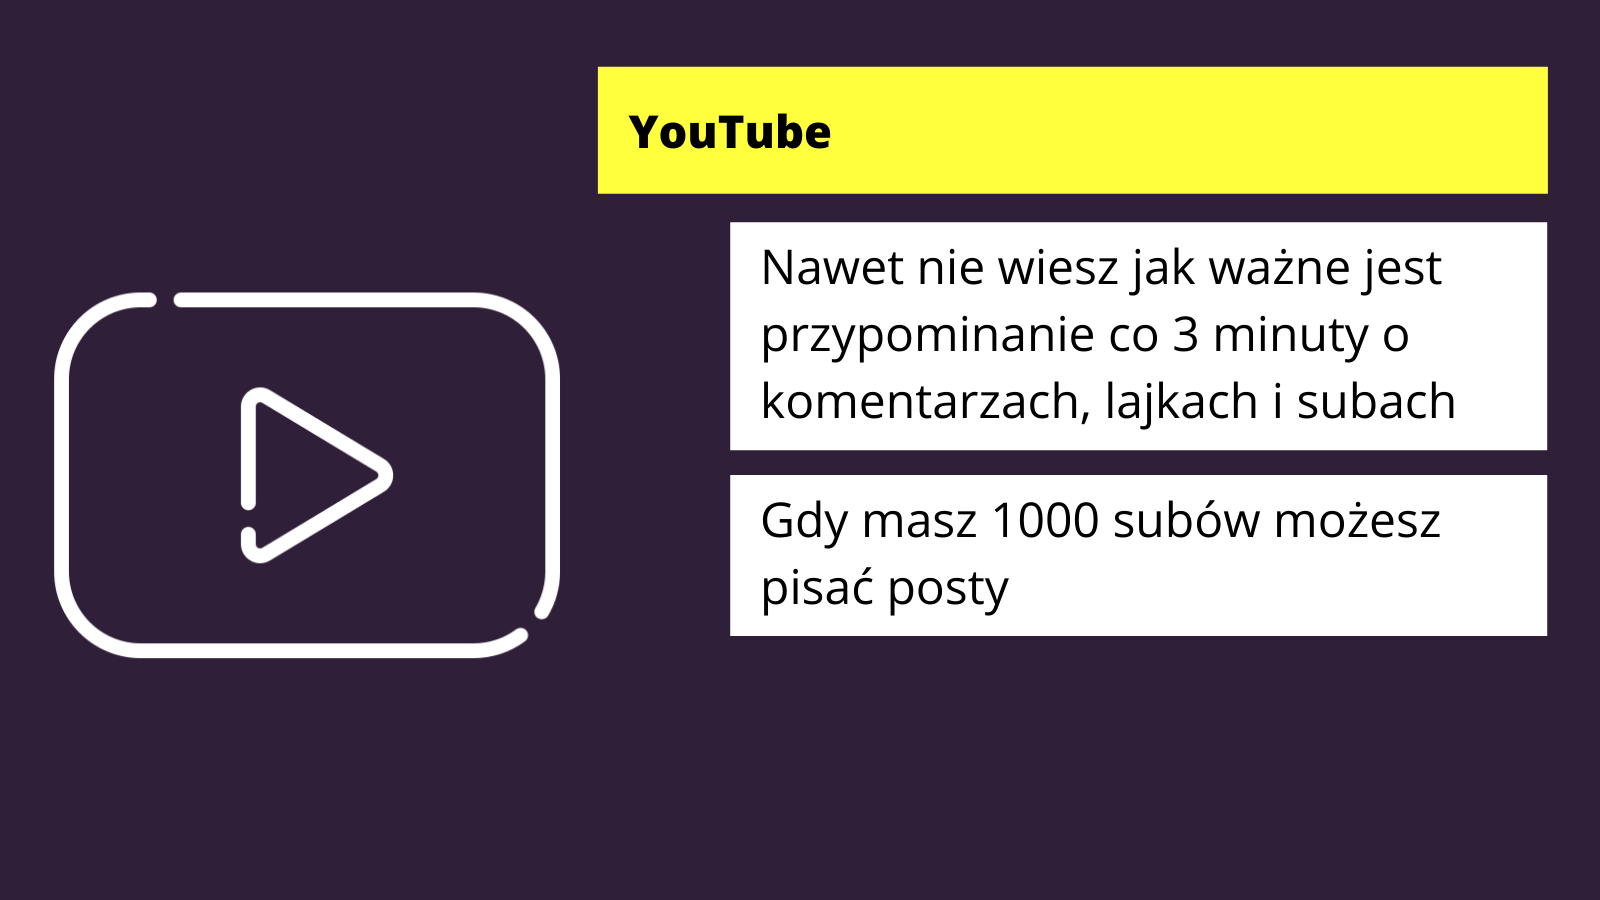 YouTube
Nawet nie wiesz jak ważne jest
przypominanie co 3 minuty o
komentarzach, lajkach i subach
Gdy masz 1000 subów możesz
pisać posty